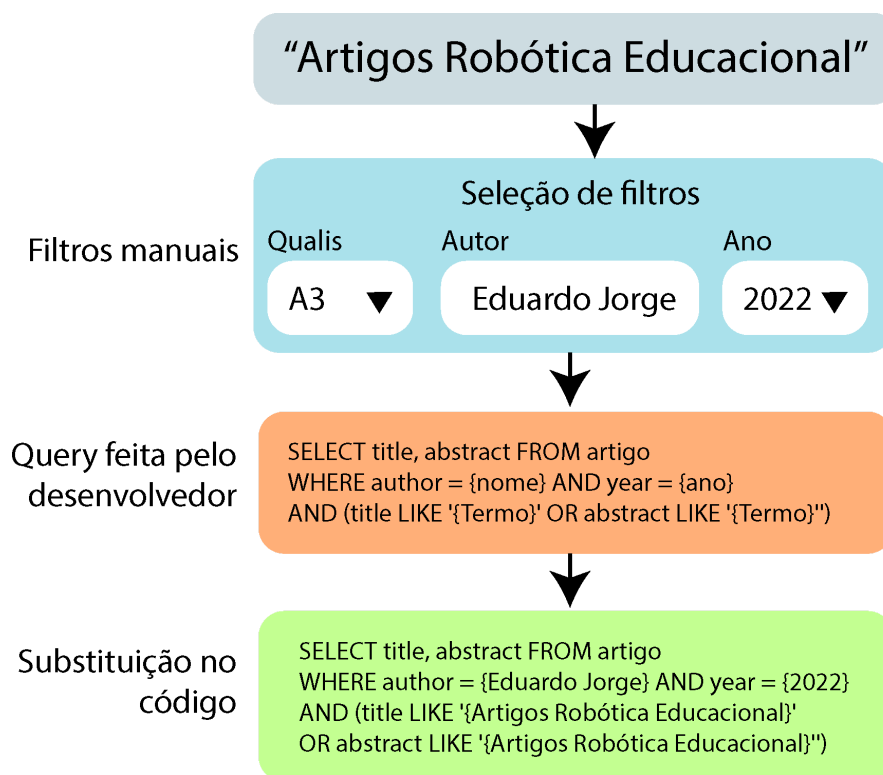 “Artigos Robótica Educacional”
Seleção de filtros
Filtros manuais
Qualis
Autor
Ano
A3
Eduardo Jorge
2022
Query feita pelo
desenvolvedor
SELECT title, abstract FROM artigo
WHERE author = {nome} AND year = {ano}
AND (title LIKE '{Termo}' OR abstract LIKE '{Termo}'')
Substituição no
código
SELECT title, abstract FROM artigo
WHERE author = {Eduardo Jorge} AND year = {2022}
AND (title LIKE '{Artigos Robótica Educacional}'
OR abstract LIKE '{Artigos Robótica Educacional}'')